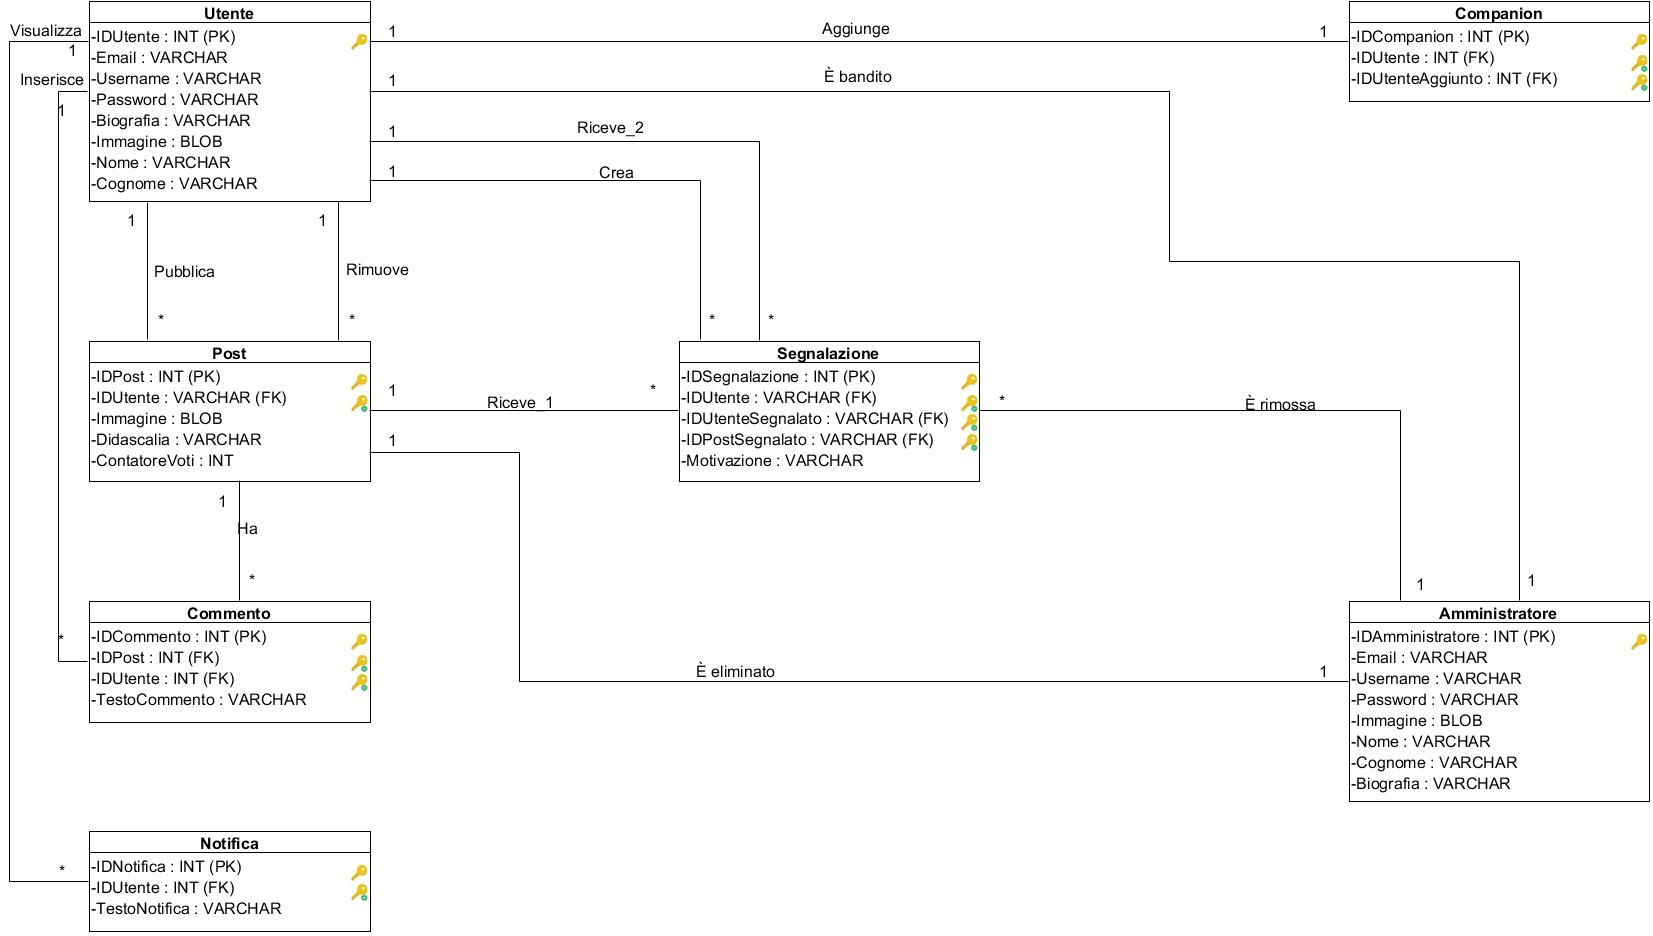 Utente
-IDUtente : INT (PK)
-Email : VARCHAR
-Username : VARCHAR
-Password : VARCHAR
-Biografia : VARCHAR
-Immagine : BLOB
-Nome : VARCHAR
-Cognome : VARCHAR
Visualizza
1
Inserisce
1
1
Aggiunge
1
1
È bandito
1
Riceve_2
1
Crea
Companion
-IDCompanion : INT (PK)
-IDUtente : INT (FK)
-IDUtenteAggiunto : INT (FK)
1
1
Pubblica
Rimuove
*
*
*
*
Post
-IDPost : INT (PK)
-IDUtente : VARCHAR (FK)
-Immagine : BLOB
-Didascalia : VARCHAR
-ContatoreVoti : INT
1
Riceve_1
*
1
Segnalazione
-IDSegnalazione : INT (PK)
-IDUtente : VARCHAR (FK)
-IDUtenteSegnalato : VARCHAR (FK)
-IDPostSegnalato : VARCHAR (FK)
-Motivazione : VARCHAR
*
È rimossa
1
Ha
*
1
1
Commento
-IDCommento : INT (PK)
-IDPost : INT (FK)
-IDUtente : INT (FK)
-TestoCommento : VARCHAR
*
È eliminato
1
Amministratore
-IDAmministratore : INT (PK)
-Email : VARCHAR
-Username : VARCHAR
-Password : VARCHAR
-Immagine : BLOB
-Nome : VARCHAR
-Cognome : VARCHAR
-Biografia : VARCHAR
Notifica
-IDNotifica : INT (PK)
-IDUtente : INT (FK)
-TestoNotifica : VARCHAR
*